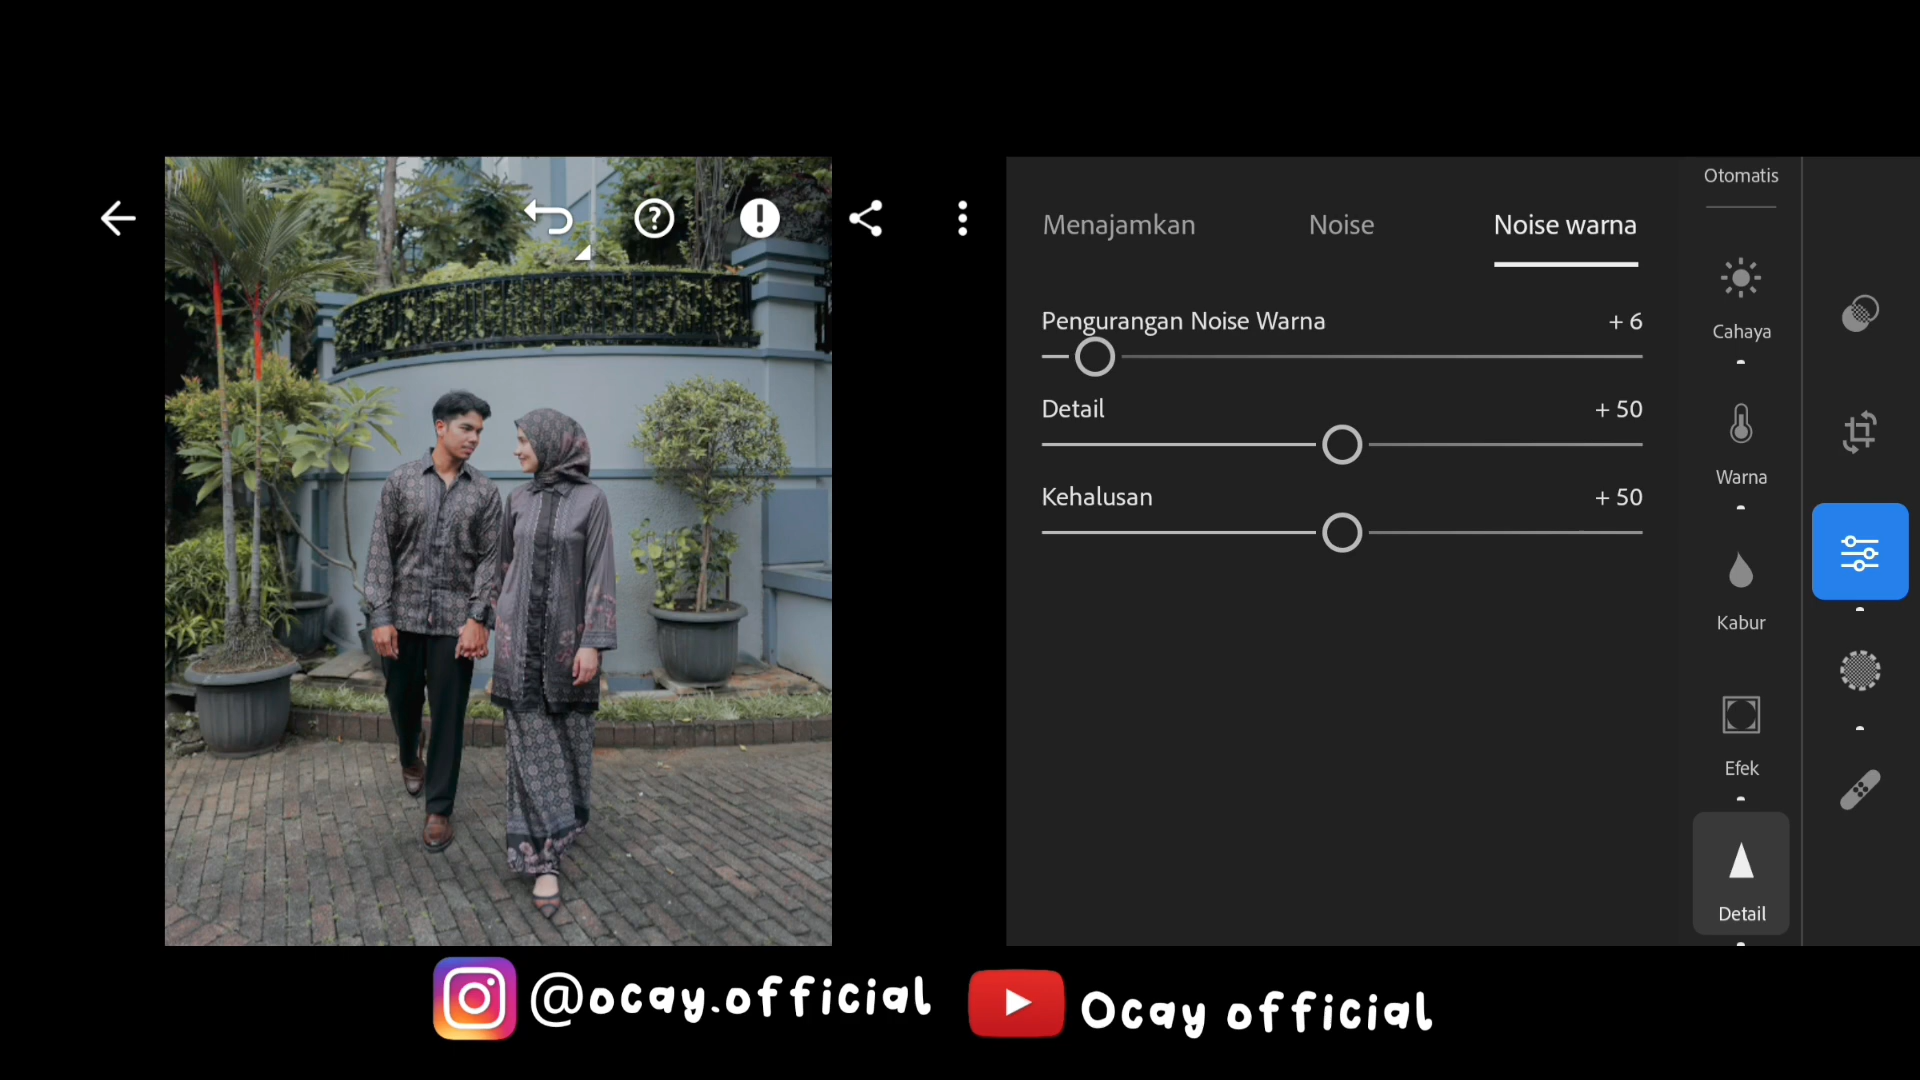 Otomatis
Menajamkan
Noise
Noise warna
Pengurangan Noise Warna
+ 6
Detail
+ 50
Kehalusan
+ 50
Cahaya
Warna
Kabur
Efek
Detail
@ocay.official
Ocay official